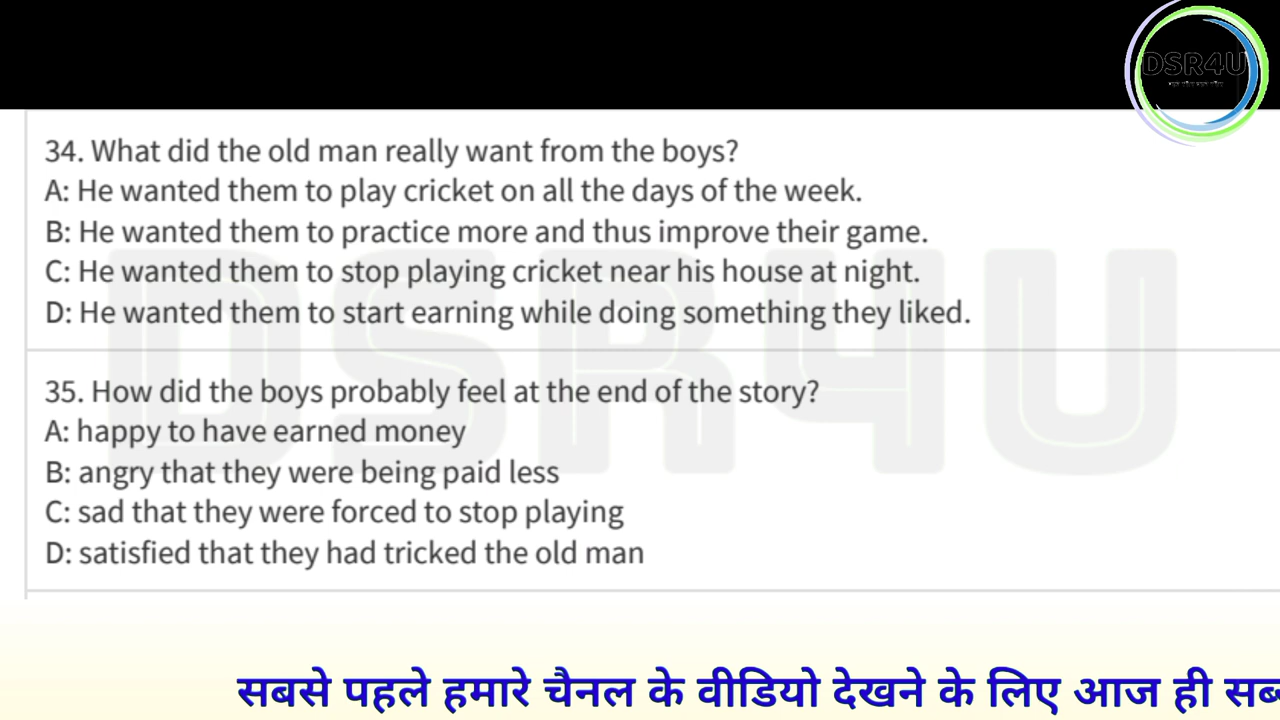 DSR4U
34. What did the old man really want from the boys?
A: He wanted them to play cricket on all the days of the week.
B: He wanted them to practice more and thus improve their game.
C: He wanted them to stop playing cricket near his house at night.
D: He wanted them to start earning while doing something they liked.
DSR4U
35. How did the boys probably feel at the end of the story?
A: happy to have earned money
B: angry that they were being paid less
C: sad that they were forced to stop playing
D: satisfied that they had tricked the old man
सबसे पहले हमारे चैनल के वीडियो देखने के लिए आज ही